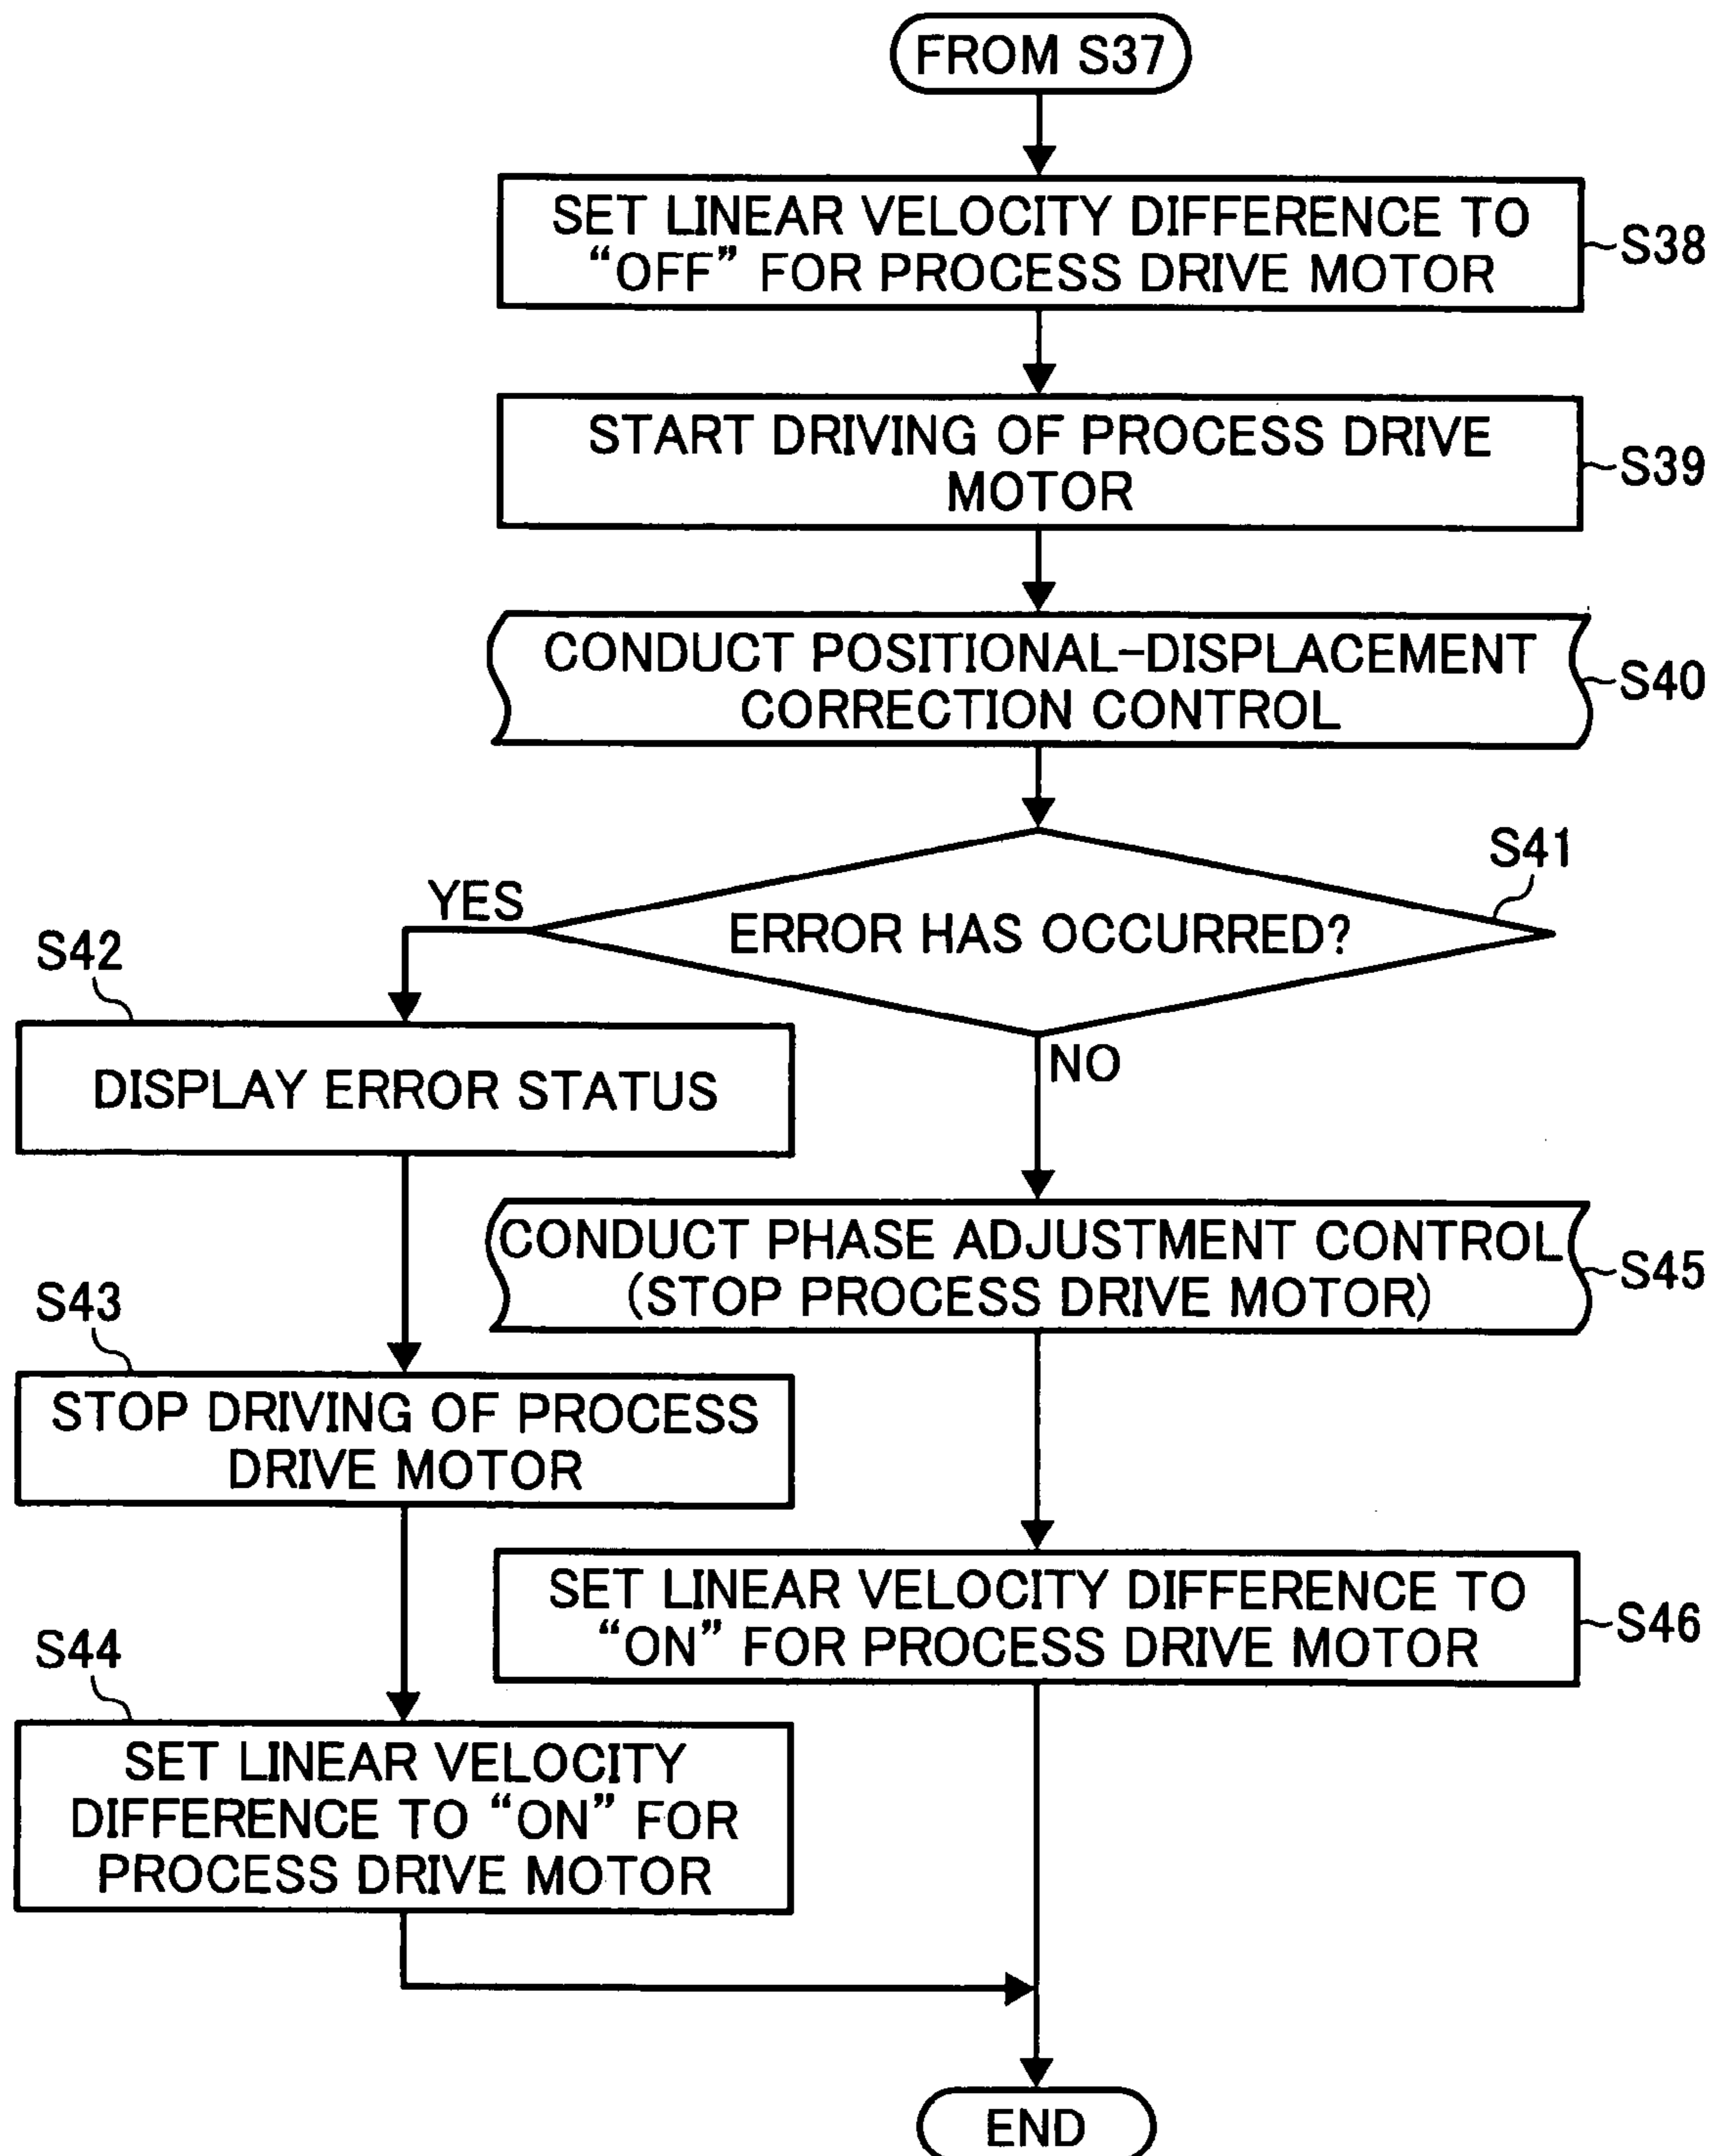 FROM S37
SET LINEAR VELOCITY DIFFERENCE TO
“OFF” FOR PROCESS DRIVE MOTOR
S38
START DRIVING OF PROCESS DRIVE
MOTOR
S39
CONDUCT POSITIONAL-DISPLACEMENT
CORRECTION CONTROL
S40
S41
ERROR HAS OCCURRED?
YES
NO
S42
DISPLAY ERROR STATUS
S43
STOP DRIVING OF PROCESS
DRIVE MOTOR
S44
SET LINEAR VELOCITY
DIFFERENCE TO “ON” FOR
PROCESS DRIVE MOTOR
CONDUCT PHASE ADJUSTMENT CONTROL
(STOP PROCESS DRIVE MOTOR)
S45
SET LINEAR VELOCITY DIFFERENCE TO
“ON” FOR PROCESS DRIVE MOTOR
S46
END